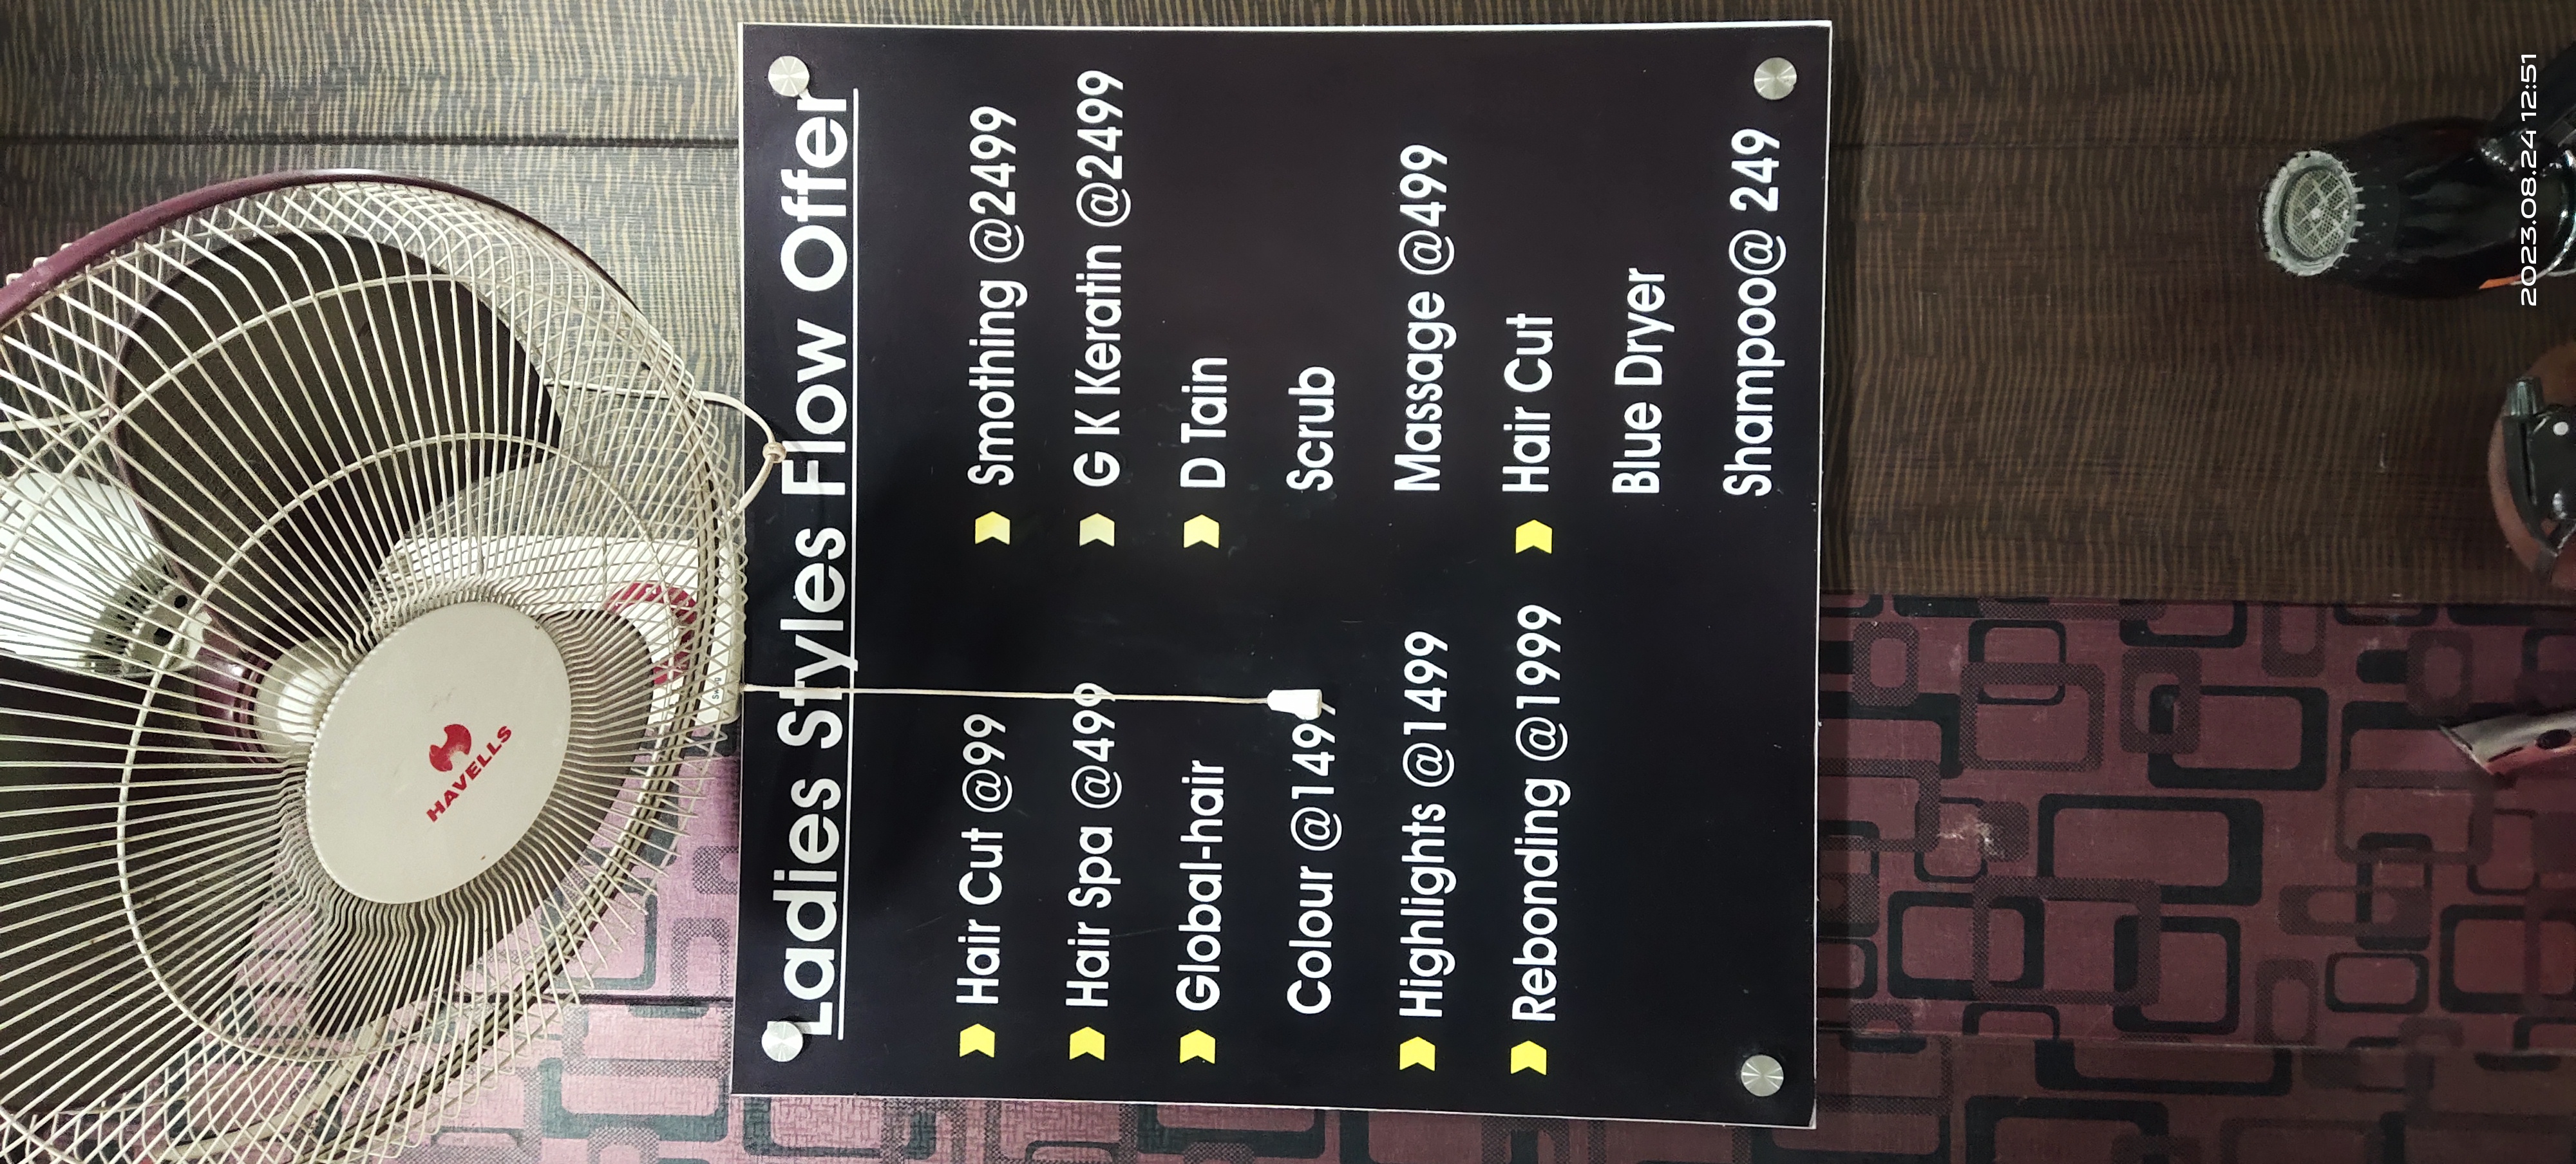 HAVELLS
Ladies Styles Flow Offer
Hair Cut @99
Hair Spa @499
Global-hair
Colour @1499
Highlights @1499
Rebonding @1999
Smothing @2499
G K Keratin @2499
D Tain
Scrub
Massage @499
Hair Cut
Blue Dryer
Shampoo@ 249
2023.08.24 12:51